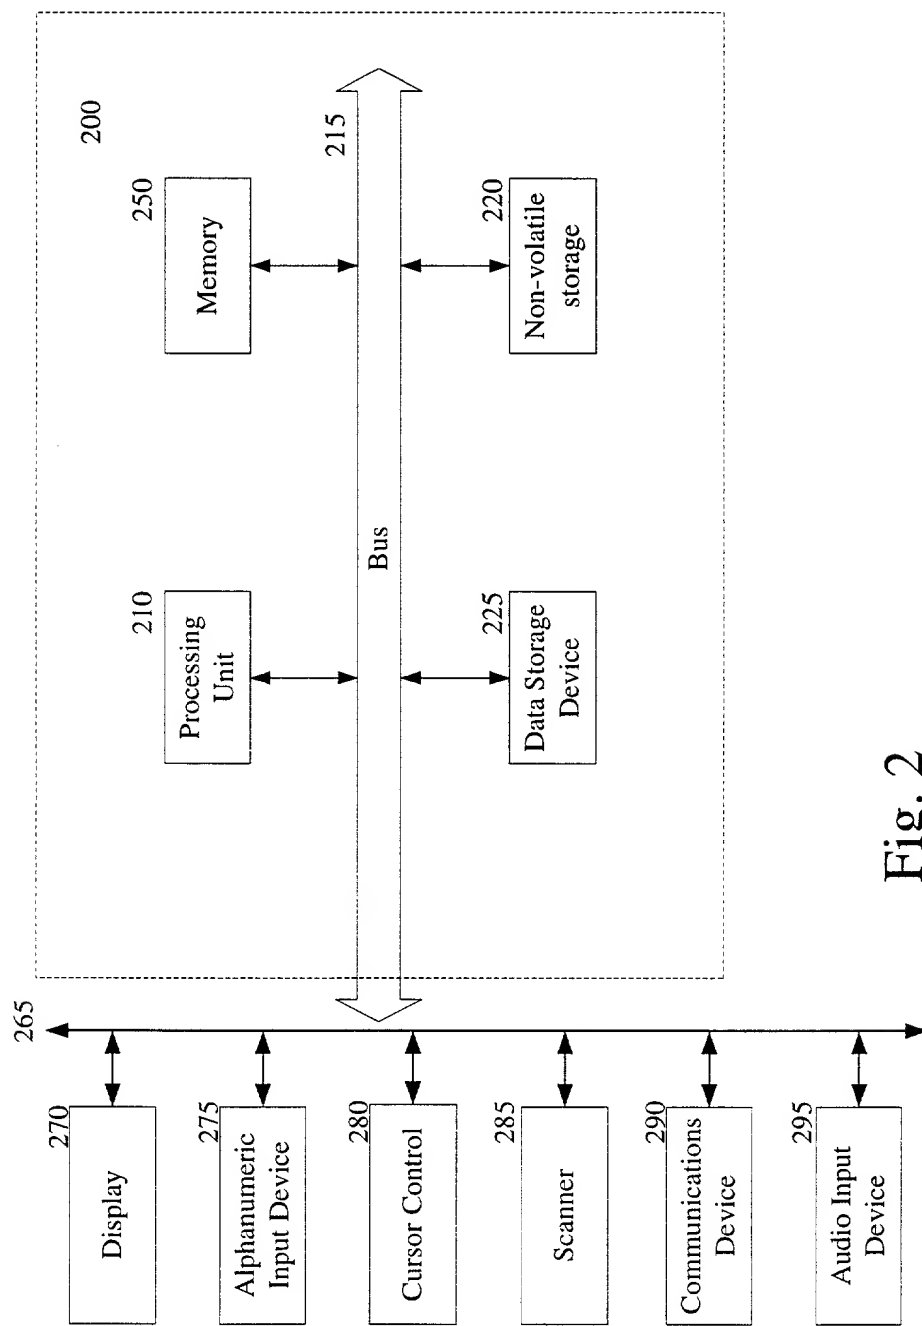 200
Memory
250
215
Non-volatile
storage
220
Bus
Processing
Unit
210
Data Storage
Device
225
265
Display
270
Alphanumeric
Input Device
275
Cursor Control
280
Scanner
285
Communications
Device
290
Audio Input
Device
295
Fig. 2